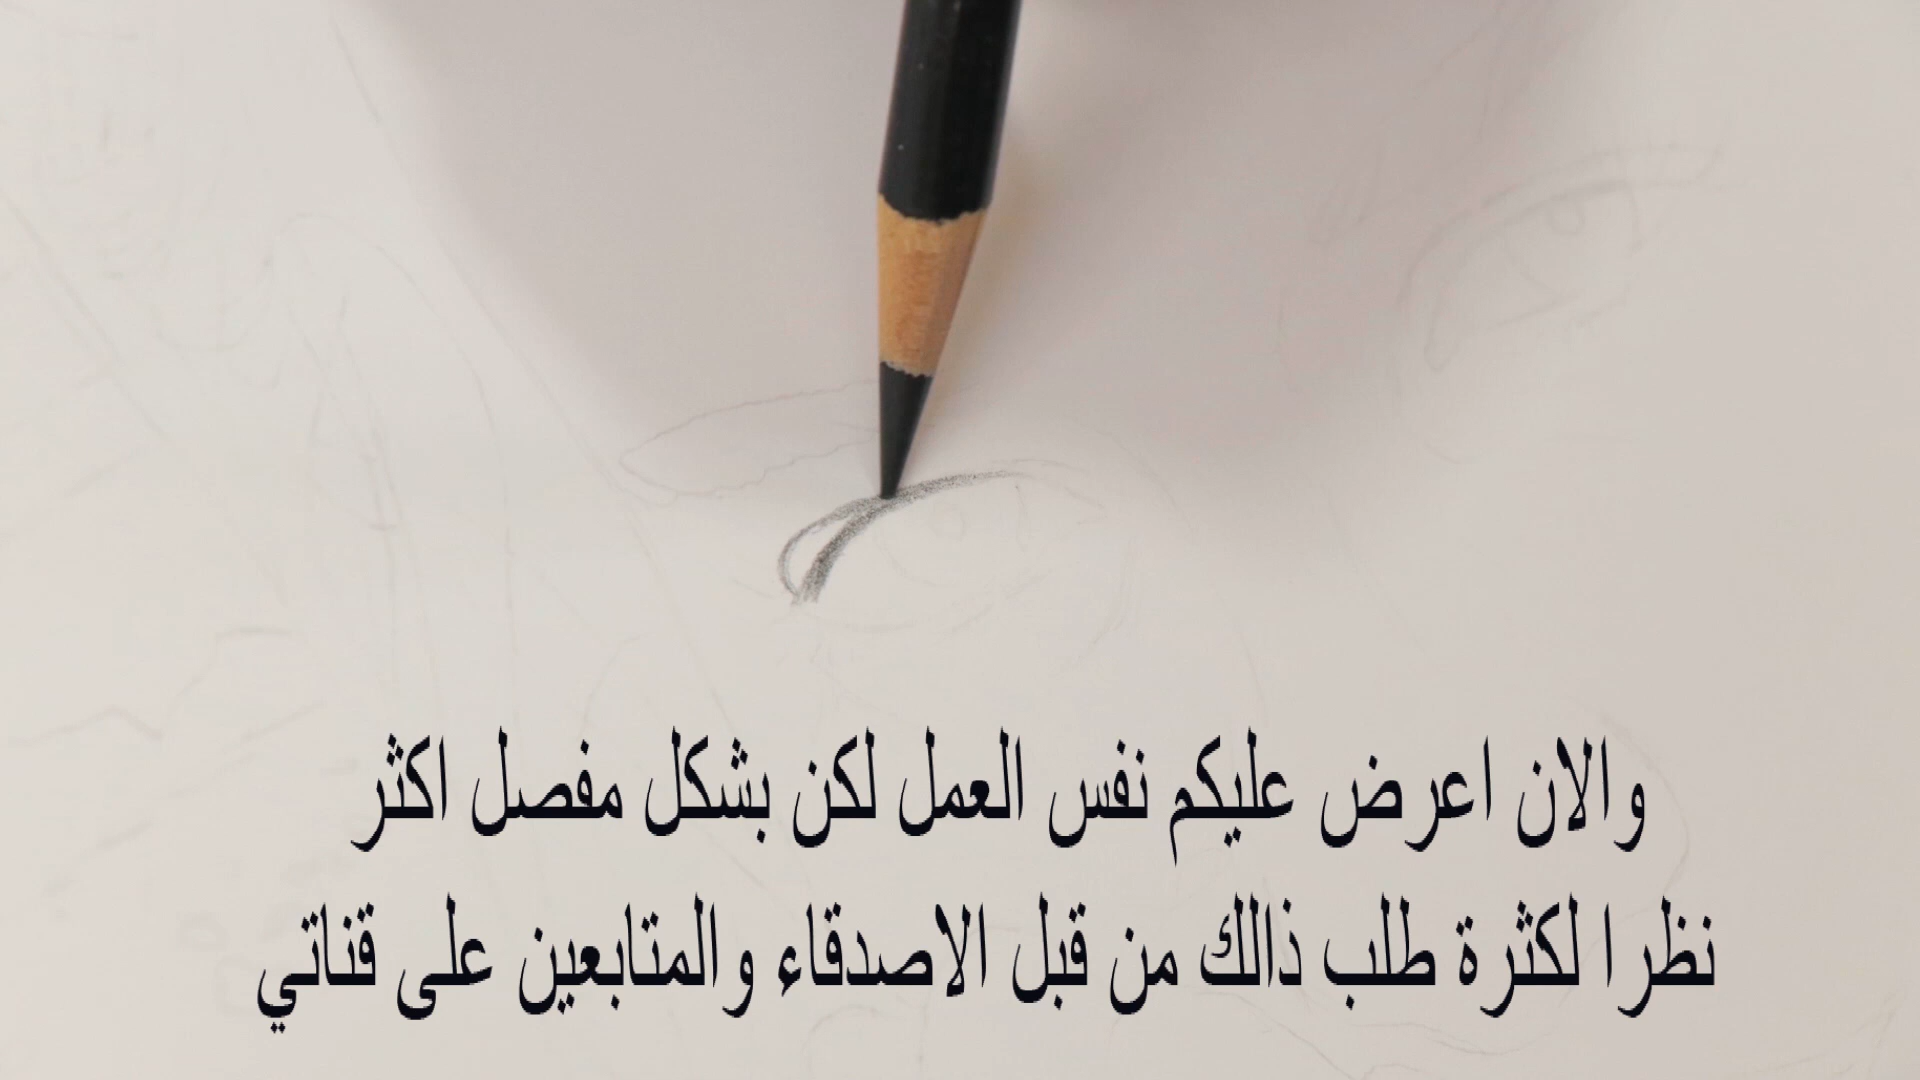 والان اعرض عليكم نفس العمل لكن بشكل مفصل اكثر
نظرا لكثرة طلب ذالك من قبل الاصدقاء والمتابعين على قناتي